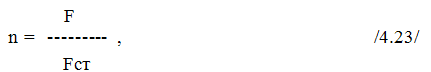 F
n = --------- ,  /4.23/
Fст